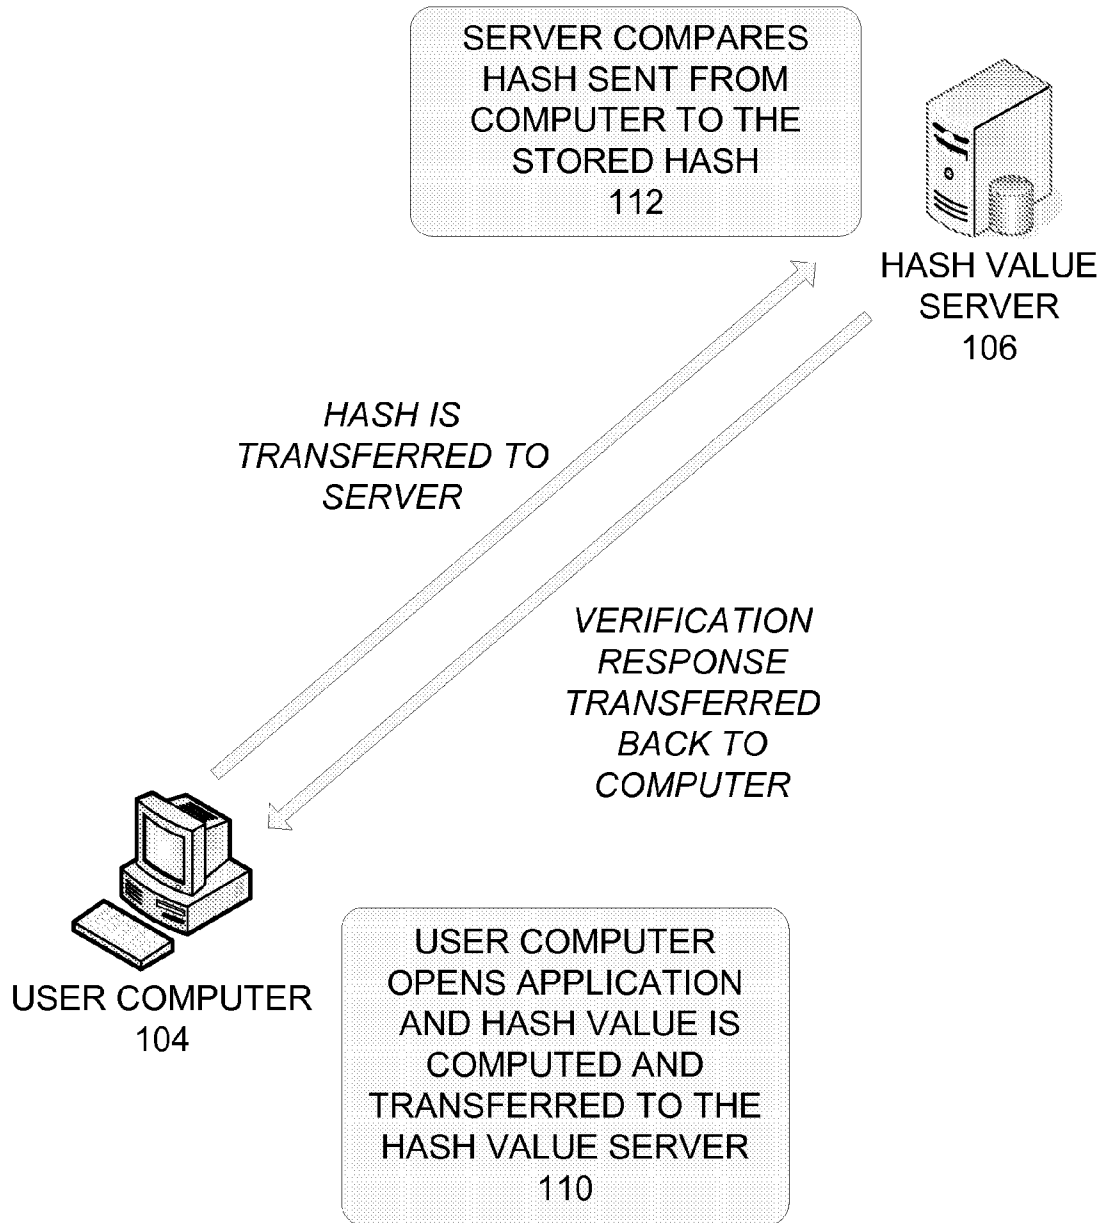 SERVER COMPARES
HASH SENT FROM
COMPUTER TO THE
STORED HASH
112
HASH VALUE
SERVER
106
HASH IS
TRANSFERRED TO
SERVER
VERIFICATION
RESPONSE
TRANSFERRED
BACK TO
COMPUTER
USER COMPUTER
104
USER COMPUTER
OPENS APPLICATION
AND HASH VALUE IS
COMPUTED AND
TRANSFERRED TO THE
HASH VALUE SERVER
110